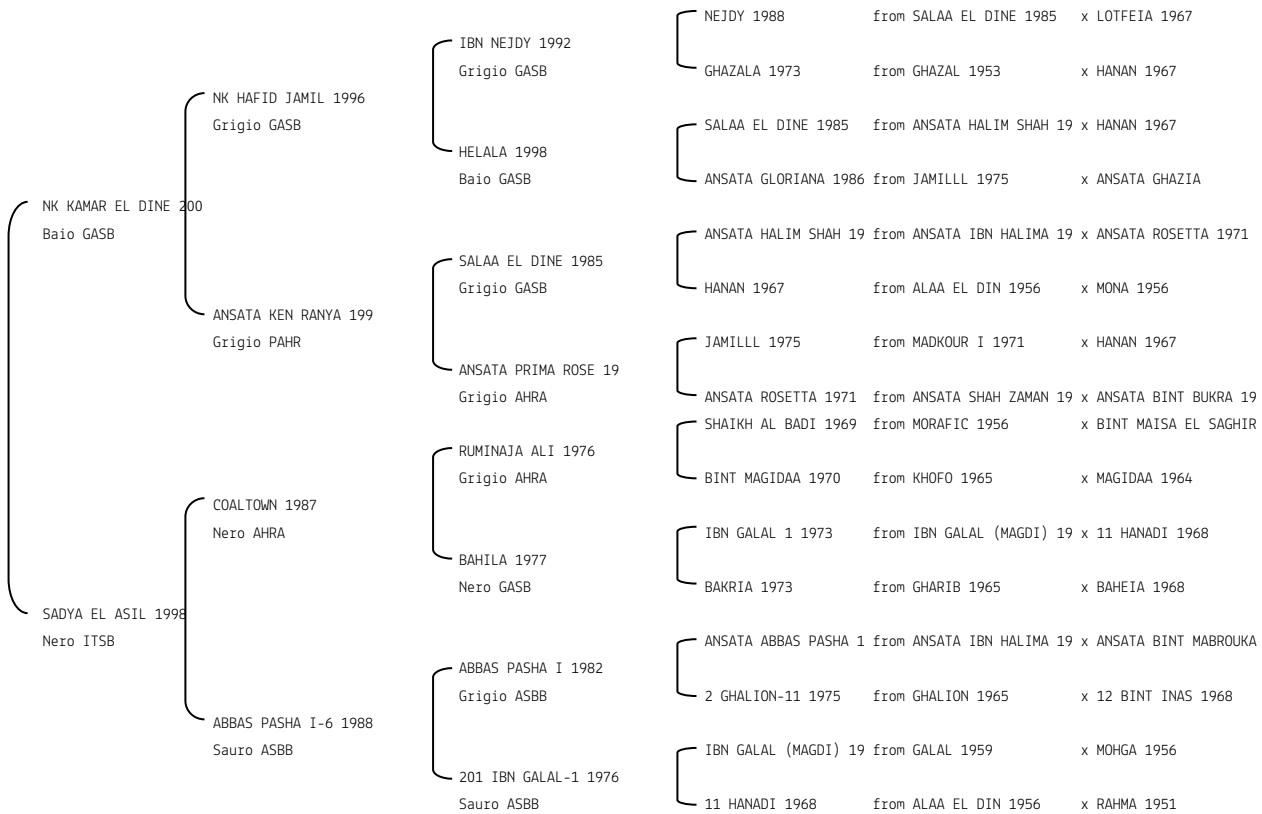 NEJDY 1988 from SALAA EL DINE 1985 x LOTFEIA 1967
IBN NEJDY 1992
Grigio GASB
GHAZALA 1973 from GHAZAL 1953 x HANAN 1967
NK HAFID JAMIL 1996
Grigio GASB
SALAA EL DINE 1985 from ANSATA HALIM SHAH 19 x HANAN 1967
HELALA 1998
Baio GASB
ANSATA GLORIANA 1986 from JAMILLL 1975 x ANSATA GHAZIA
NK KAMAR EL DINE 200
Baio GASB
ANSATA HALIM SHAH 19 from ANSATA IBN HALIMA 19 x ANSATA ROSETTA 1971
SALAA EL DINE 1985
Grigio GASB
HANAN 1967 from ALAA EL DIN 1956 x MONA 1956
ANSATA KEN RANYA 199
Grigio PAHR
JAMILLL 1975 from MADKOUR I 1971 x HANAN 1967
ANSATA PRIMA ROSE 19
Grigio AHRA
ANSATA ROSETTA 1971 from ANSATA SHAH ZAMAN 19 x ANSATA BINT BUKRA 19
SHAIKH AL BADI 1969 from MORAFIC 1956 x BINT MAISA EL SAGHIR
RUMINAJA ALI 1976
Grigio AHRA
BINT MAGIDAA 1970 from KHOFO 1965 x MAGIDAA 1964
COALTOWN 1987
Nero AHRA
IBN GALAL 1 1973 from IBN GALAL (MAGDI) 19 x 11 HANADI 1968
BAHILA 1977
Nero GASB
BAKRIA 1973 from GHARIB 1965 x BAHEIA 1968
SADYA EL ASIL 1998
Nero ITSB
ANSATA ABBAS PASHA 1 from ANSATA IBN HALIMA 19 x ANSATA BINT MABROUKA
ABBAS PASHA I 1982
Grigio ASBB
2 GHALION-11 1975 from GHALION 1965 x 12 BINT INAS 1968
ABBAS PASHA I-6 1988
Sauro ASBB
IBN GALAL (MAGDI) 19 from GALAL 1959 x MOHGA 1956
201 IBN GALAL-1 1976
Sauro ASBB
11 HANADI 1968 from ALAA EL DIN 1956 x RAHMA 1951